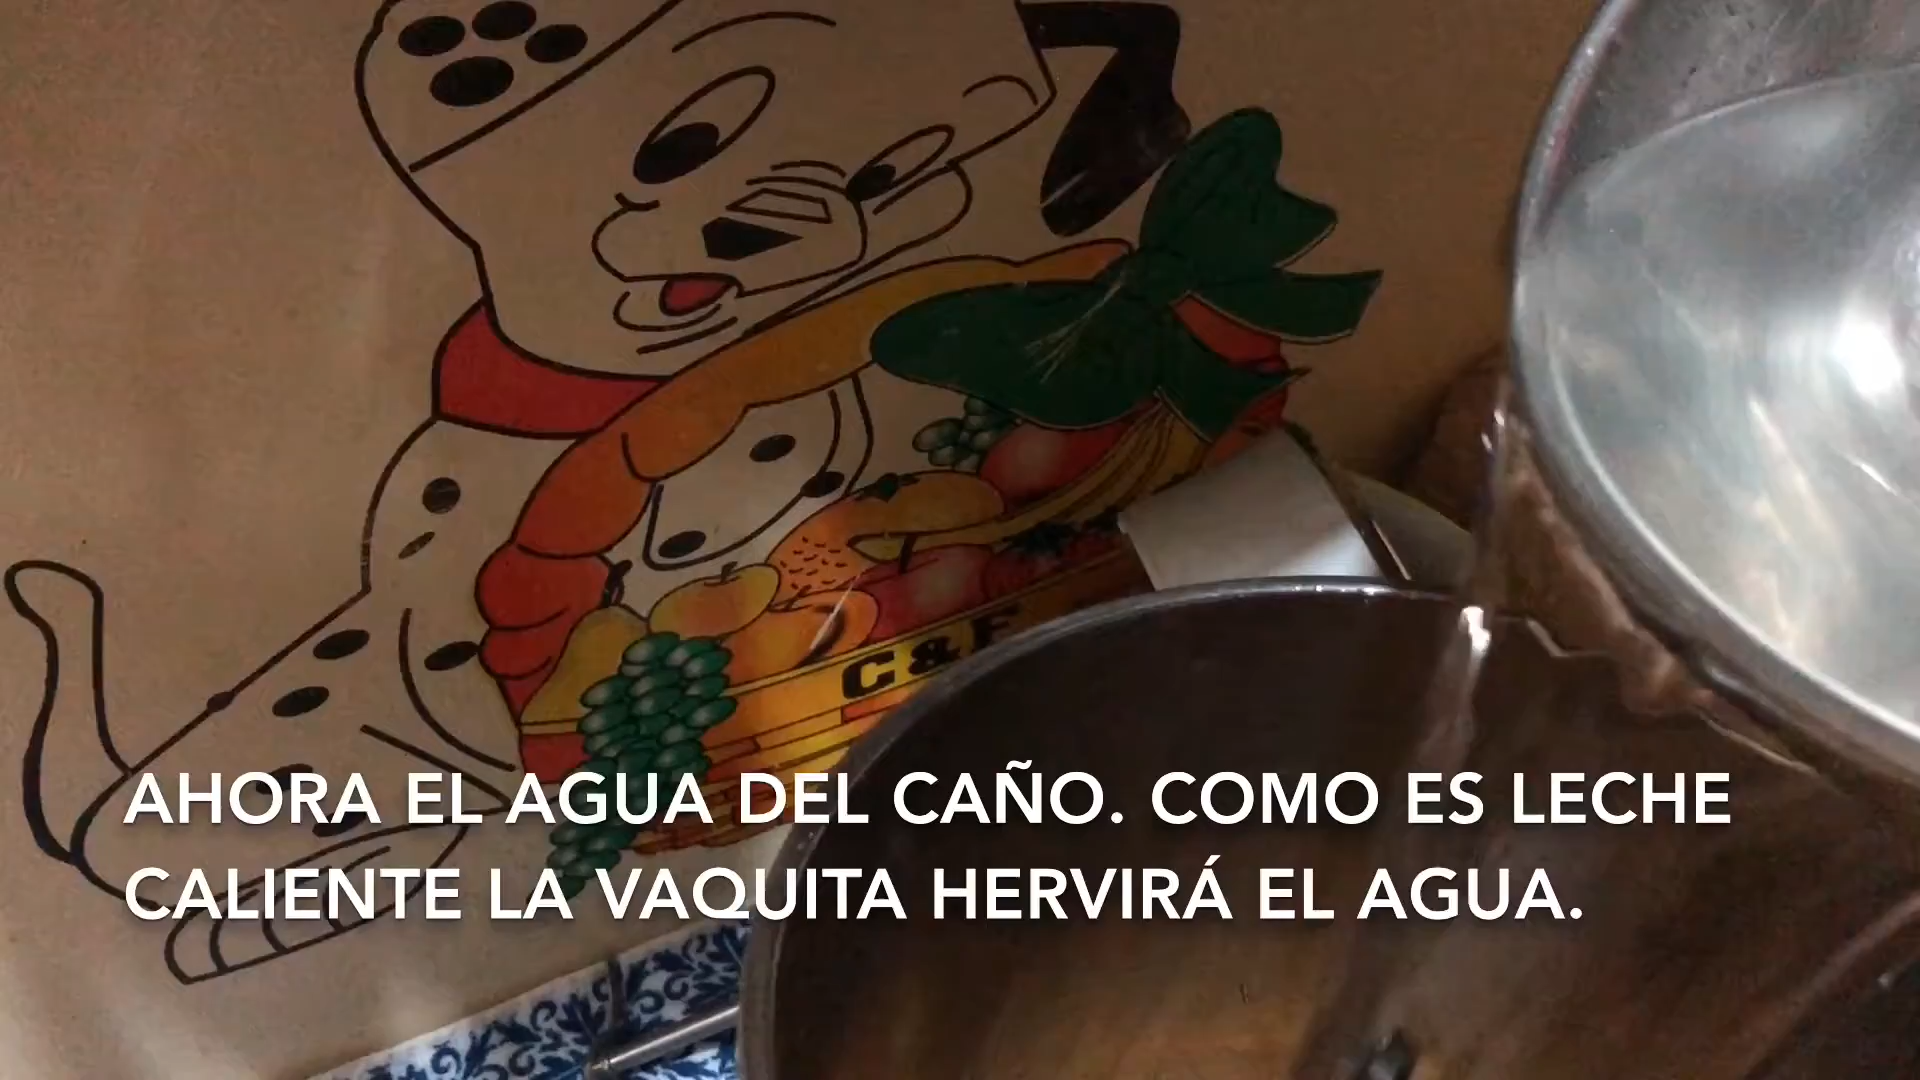 C&F
AHORA EL AGUA DEL CAÑO. COMO ES LECHE
CALIENTE LA VAQUITA HERVIRÁ EL AGUA.